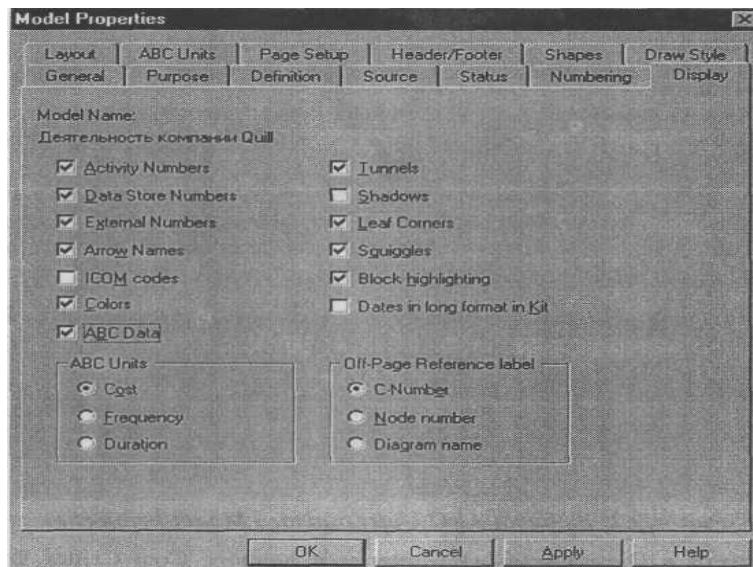 Model Properties
Layout ABC Units Page Setup Header/Footer Shapes Draw Style
General Purpose Definition Source Status Numbering Display
Model Name:
Деятельность компании Quill
Activity Numbers Tunnels
Data Store Numbers Shadows
External Numbers Leaf Corners
Arrow Names Squiggles
ICOM codes Block highlighting
Colors Dates in long format in Kit
ABC Data
ABC Units Off-Page Reference label
Cost C-Number
Frequency Node number
Duration Diagram name
OK Cancel Apply Help